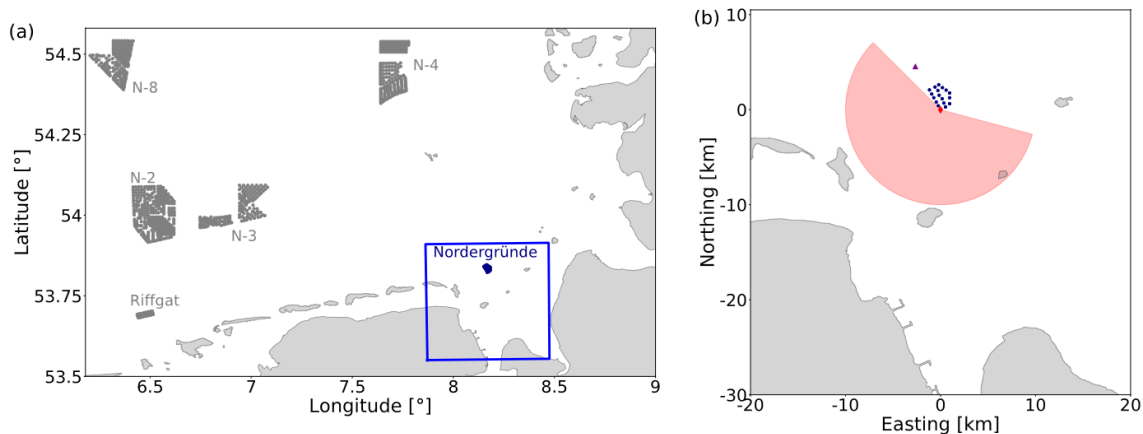 (a)
54.5
54.25
54
53.75
53.5
Latitude [°]
N-8
N-4
N-2
N-3
Riffgat
Nordergründe
6.5
7
7.5
8
8.5
9
Longitude [°]
(b)
10
0
-10
-20
-30
Northing [km]
-20
-10
0
10
20
Easting [km]